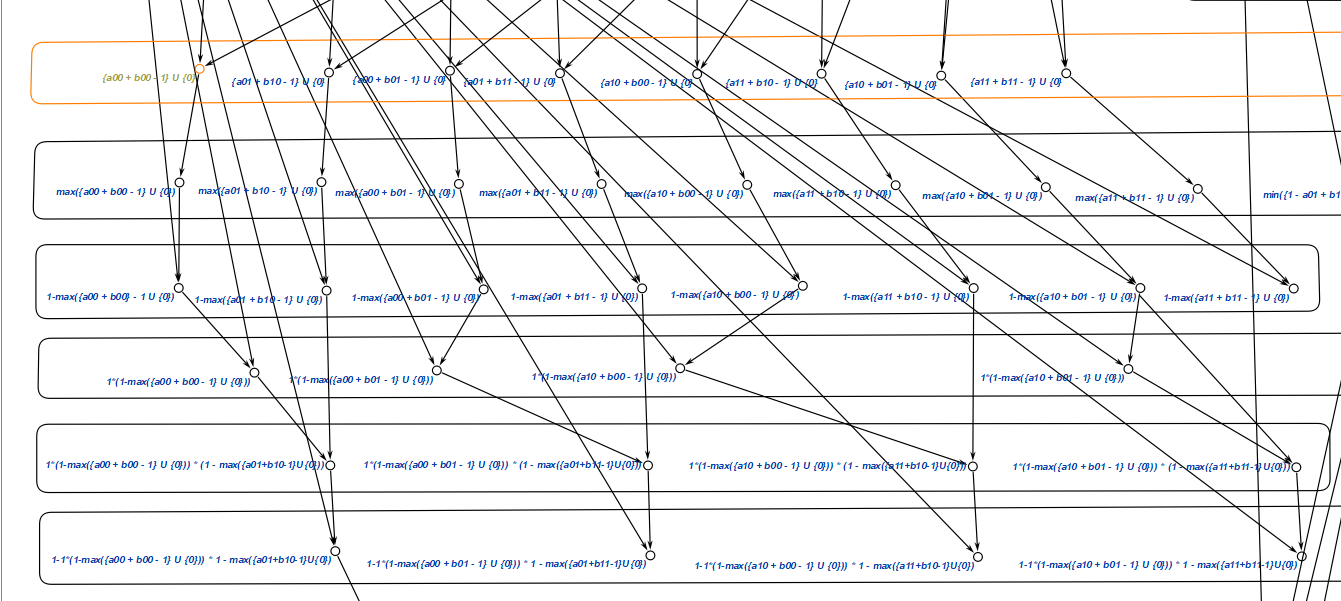 {a00 + b00 - 1} U {0}
{a01 + b10 - 1} U {0}
{a00 + b01 - 1} U {0}
{a01 + b11 - 1} U {0}
{a10 + b00 - 1} U {0}
{a11 + b10 - 1} U {0}
{a10 + b01 - 1} U {0}
{a11 + b11 - 1} U {0}
max({a00 + b00 - 1} U {0})
max({a01 + b10 - 1} U {0})
max({a00 + b01 - 1} U {0})
max({a01 + b11 - 1} U {0})
max({a10 + b00 - 1} U {0})
max({a11 + b10 - 1} U {0})
max({a10 + b01 - 1} U {0})
max({a11 + b11 - 1} U {0})
min({1 - a01 + b1
1-max({a00 + b00} - 1 U {0})
1-max({a01 + b10 - 1} U {0})
1-max({a00 + b01 - 1} U {0})
1-max({a01 + b11 - 1} U {0})
1-max({a10 + b00 - 1} U {0})
1-max({a11 + b10 - 1} U {0})
1-max({a10 + b01 - 1} U {0})
1-max({a11 + b11 - 1} U {0})
1*(1-max({a00 + b00 - 1} U {0}))
1*(1-max({a00 + b01 - 1} U {0}))
1*(1-max({a10 + b00 - 1} U {0}))
1*(1-max({a10 + b01 - 1} U {0}))
1*(1-max({a00 + b00 - 1} U {0})) * (1 - max({a01+b10-1}U{0}))
1*(1-max({a00 + b01 - 1} U {0})) * (1 - max({a01+b11-1}U{0}))
1*(1-max({a10 + b00 - 1} U {0})) * (1 - max({a11+b10-1}U{0}))
1*(1-max({a10 + b01 - 1} U {0})) * (1 - max({a11+b11-1}U{0}))
1-1*(1-max({a00 + b00 - 1} U {0})) * 1 - max({a01+b10-1}U{0})
1-1*(1-max({a00 + b01 - 1} U {0})) * 1 - max({a01+b11-1}U{0})
1-1*(1-max({a10 + b00 - 1} U {0})) * 1 - max({a11+b10-1}U{0})
1-1*(1-max({a10 + b01 - 1} U {0})) * 1 - max({a11+b11-1}U{0})